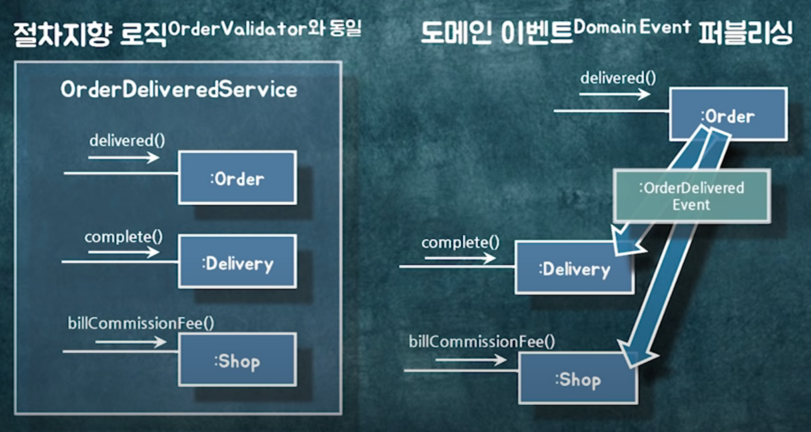 절차지향 로직OrderValidator와 동일
OrderDeliveredService
delivered()
:Order
complete()
:Delivery
billCommissionFee()
:Shop
도메인 이벤트Domain Event 퍼블리싱
delivered()
:Order
:OrderDelivered
Event
complete()
:Delivery
billCommissionFee()
:Shop